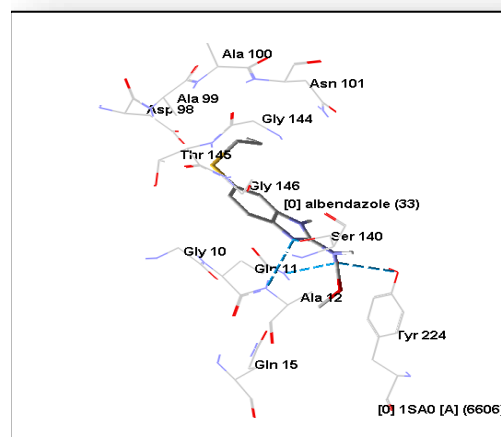 Ala 100
Asn 101
Ala 99
Asp 98
Gly 144
Thr 145
Gly 146
[0] albendazole (33)
Ser 140
Gly 10
Gln 11
Ala 12
Tyr 224
Gln 15
[0] 1SA0 [A] (6606)